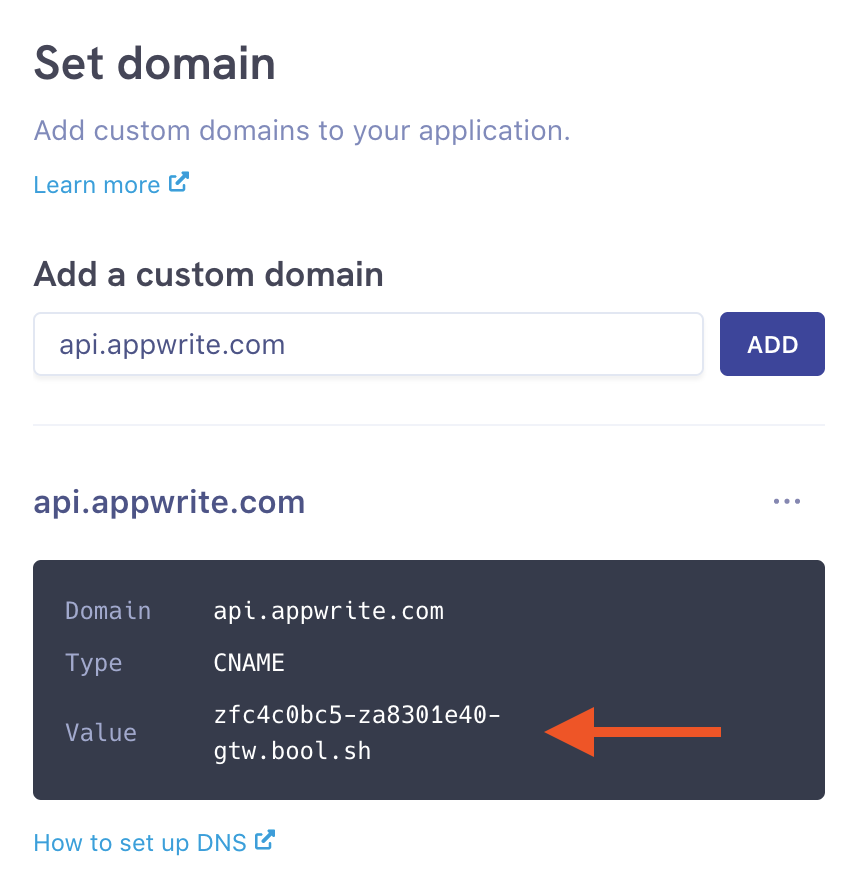 Set domain
Add custom domains to your application.
Learn more
Add a custom domain
api.appwrite.com
ADD
api.appwrite.com
Domain api.appwrite.com
Type CNAME
Value zfc4c0bc5-za8301e40-
gtw.bool.sh
How to set up DNS